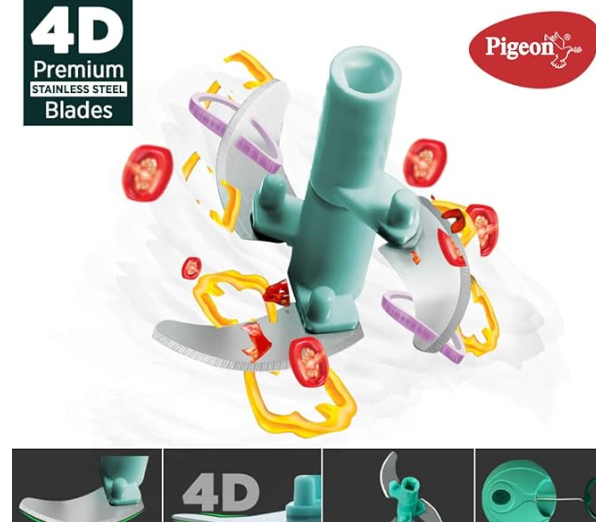 4D
Premium
STAINLESS STEEL
Blades
Pigeon®
4D